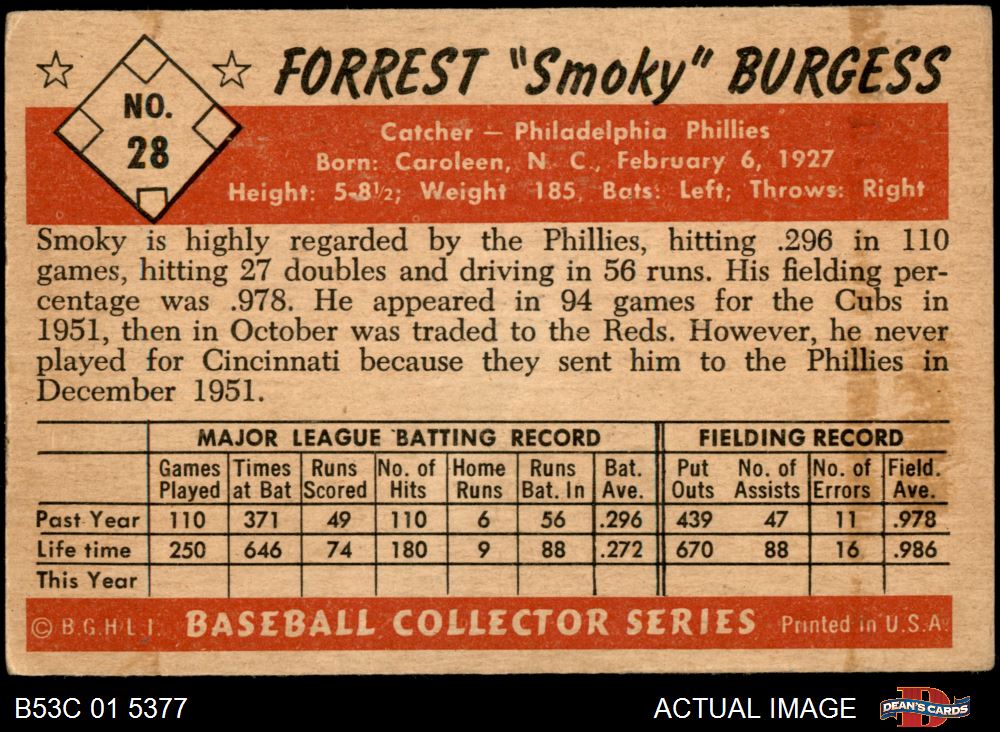 FORREST "Smoky" BURGESS
NO.
28
Catcher — Philadelphia Phillies
Born: Caroleen, N. C., February 6, 1927
Height: 5-8½; Weight 185, Bats: Left; Throws: Right
Smoky is highly regarded by the Phillies, hitting .296 in 110
games, hitting 27 doubles and driving in 56 runs. His fielding per-
centage was .978. He appeared in 94 games for the Cubs in
1951, then in October was traded to the Reds. However, he never
played for Cincinnati because they sent him to the Phillies in
December 1951.
MAJOR LEAGUE BATTING RECORD FIELDING RECORD
Games Times Runs No. of Home Runs Bat. Put No. of No. of Field.
Played at Bat Scored Hits Runs Bat. In Ave. Outs Assists Errors Ave.
Past Year 110 371 49 110 6 56 .296 439 47 11 .978
Life time 250 646 74 180 9 88 .272 670 88 16 .986
This Year
© B.G.H.L.I. BASEBALL COLLECTOR SERIES Printed in U.S.A.
B53C 01 5377 ACTUAL IMAGE DEAN'S CARDS